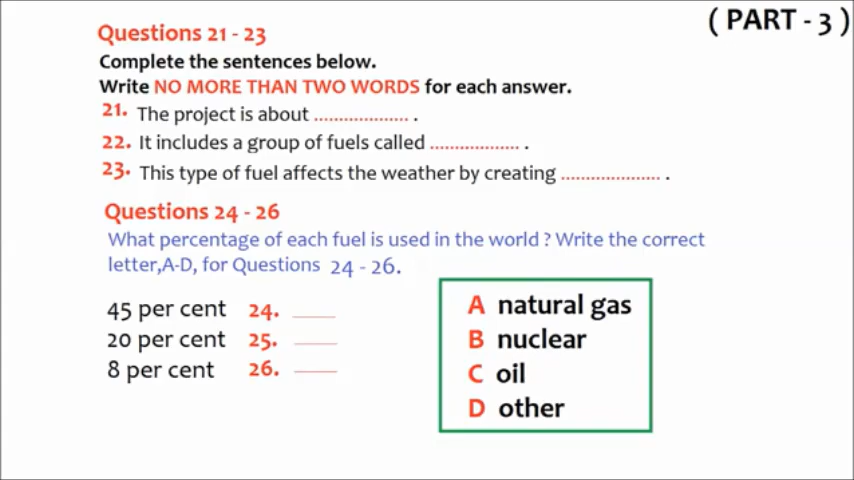 ( PART - 3 )
Questions 21 - 23
Complete the sentences below.
Write NO MORE THAN TWO WORDS for each answer.
21. The project is about ................... .
22. It includes a group of fuels called .................. .
23. This type of fuel affects the weather by creating .................... .
Questions 24 - 26
What percentage of each fuel is used in the world ? Write the correct
letter,A-D, for Questions 24 - 26.
45 per cent 24. ____
20 per cent 25. ____
8 per cent 26. ____
A natural gas
B nuclear
C oil
D other